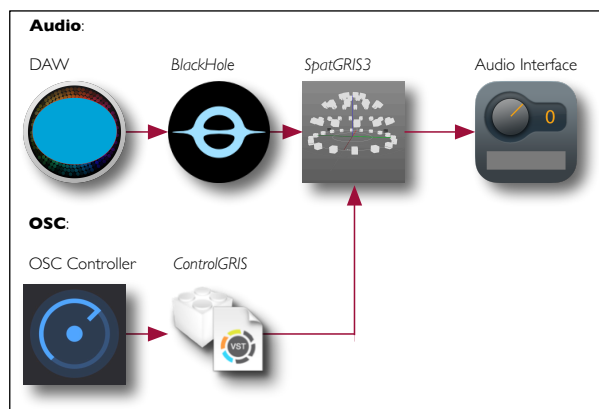 Audio:
DAW
BlackHole
SpatGRIS3
Audio Interface
0
OSC:
OSC Controller
ControlGRIS
VST